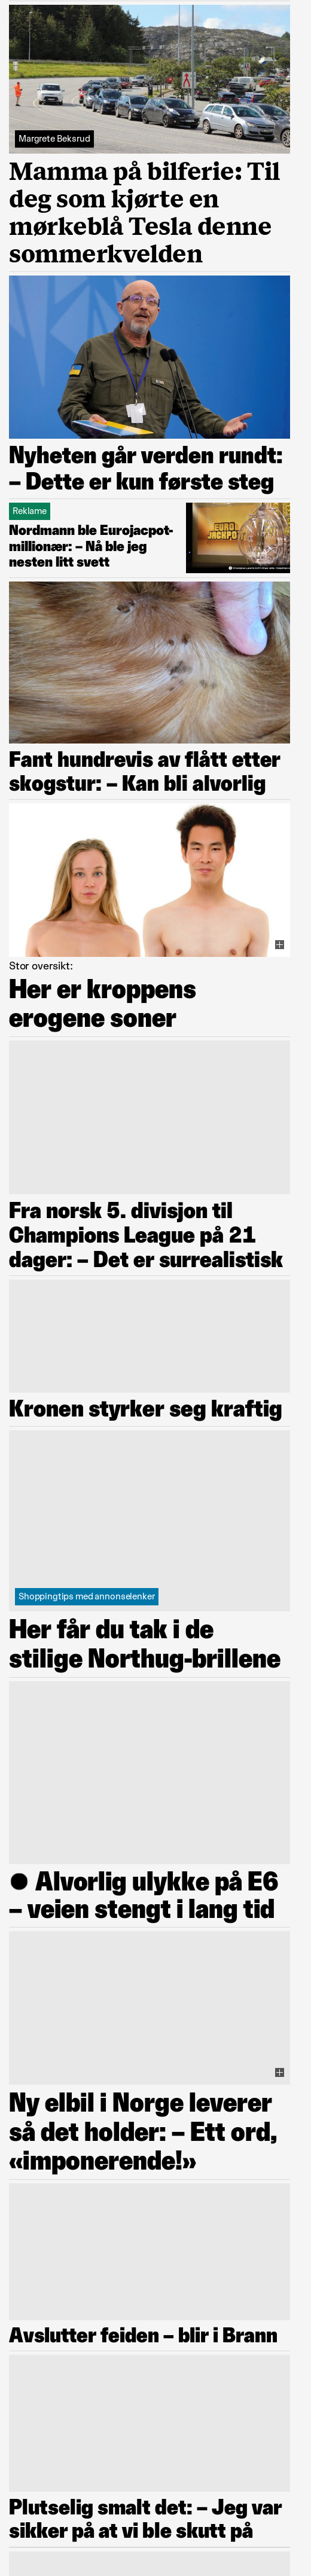 Margrete Beksrud
Mamma på bilferie: Til
deg som kjørte en
mørkeblå Tesla denne
sommerkvelden
Nyheten går verden rundt:
– Dette er kun første steg
Reklame
Nordmann ble Eurojackpot-
millionær: – Nå ble jeg
nesten litt svett
EURO
JACKPOT
Fant hundrevis av flått etter
skogstur: – Kan bli alvorlig
Stor oversikt:
Her er kroppens
erogene soner
Fra norsk 5. divisjon til
Champions League på 21
dager: – Det er surrealistisk
Kronen styrker seg kraftig
Shoppingtips med annonselenker
Her får du tak i de
stilige Northug-brillene
● Alvorlig ulykke på E6
– veien stengt i lang tid
Ny elbil i Norge leverer
så det holder: – Ett ord,
«imponerende!»
Avslutter feiden – blir i Brann
Plutselig smalt det: – Jeg var
sikker på at vi ble skutt på